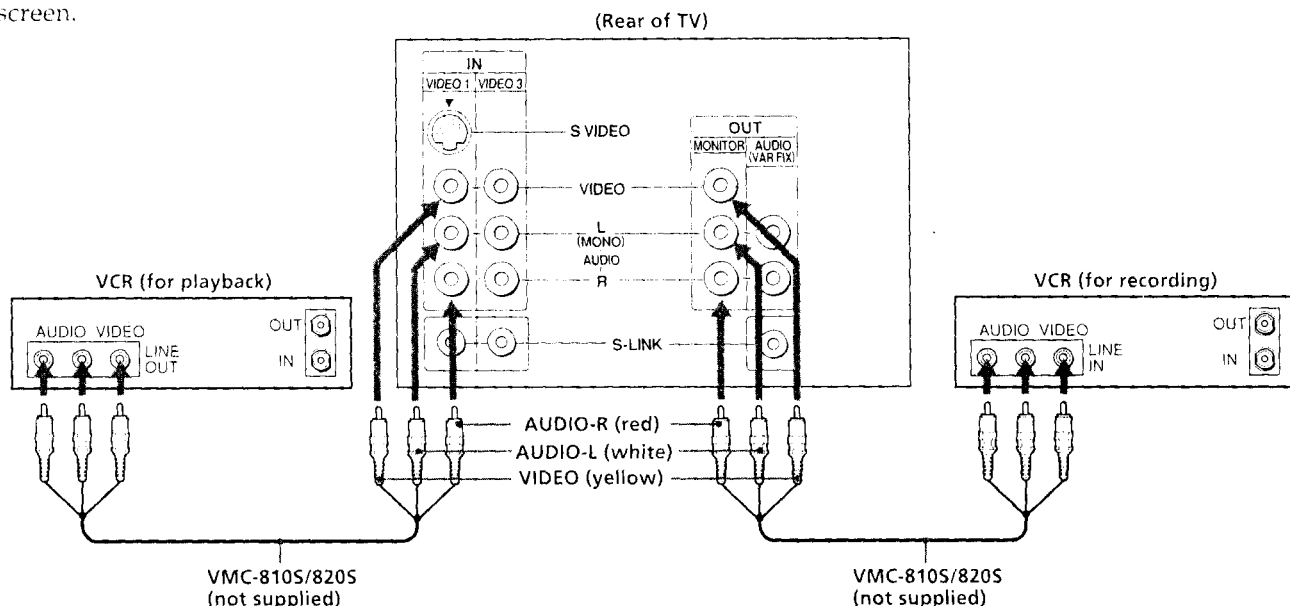 screen.
(Rear of TV)
IN
VIDEO 1 VIDEO 3
S VIDEO
OUT
MONITOR AUDIO
(VAR FIX)
VIDEO
L
(MONO)
AUDIO
R
S-LINK
VCR (for playback)
AUDIO VIDEO
LINE
OUT
OUT
IN
VCR (for recording)
AUDIO VIDEO
LINE
IN
OUT
IN
AUDIO-R (red)
AUDIO-L (white)
VIDEO (yellow)
VMC-810S/820S
(not supplied)
VMC-810S/820S
(not supplied)